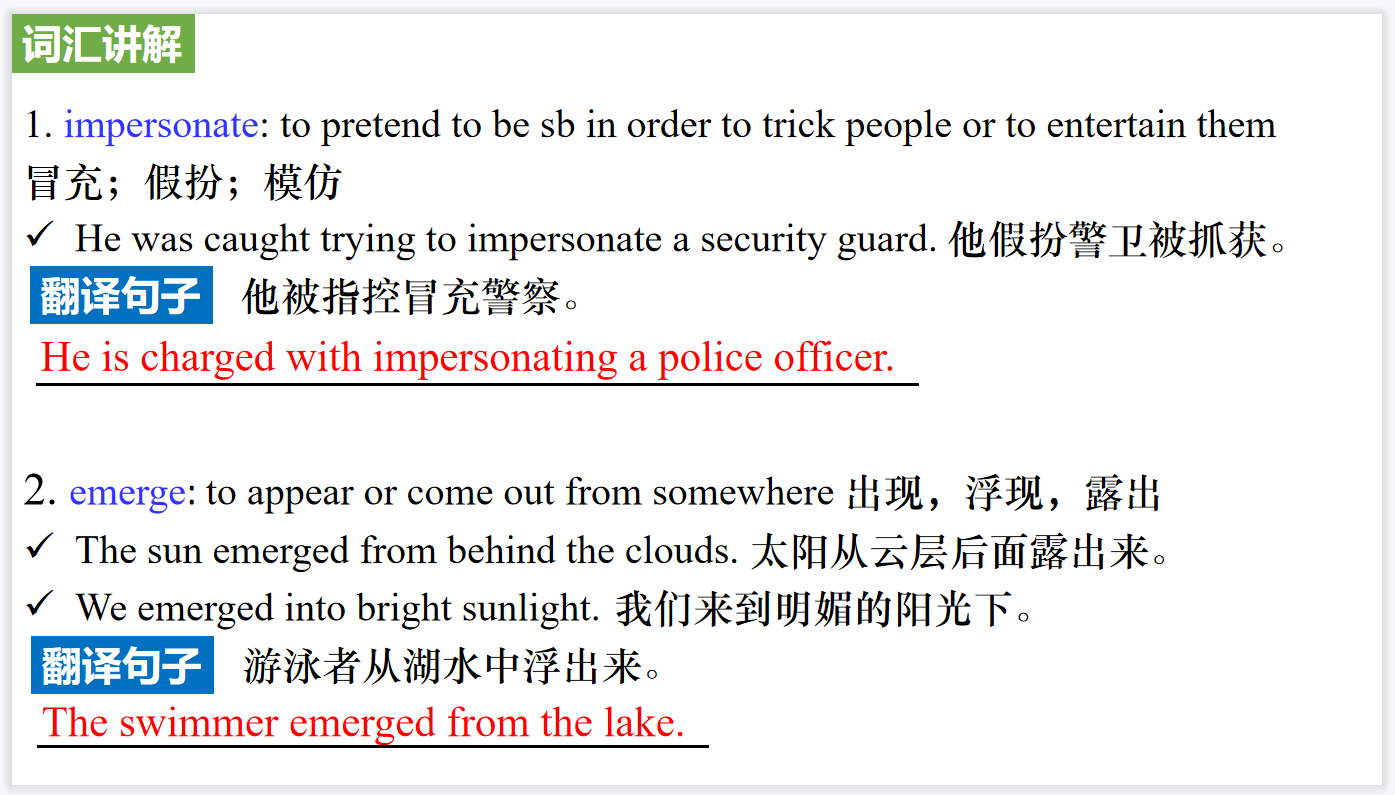 词汇讲解
1. impersonate: to pretend to be sb in order to trick people or to entertain them
冒充；假扮；模仿
✓ He was caught trying to impersonate a security guard. 他假扮警卫被抓获。
翻译句子 他被指控冒充警察。
He is charged with impersonating a police officer.
2. emerge: to appear or come out from somewhere 出现，浮现，露出
✓ The sun emerged from behind the clouds. 太阳从云层后面露出来。
✓ We emerged into bright sunlight. 我们来到明媚的阳光下。
翻译句子 游泳者从湖水中浮出来。
The swimmer emerged from the lake.